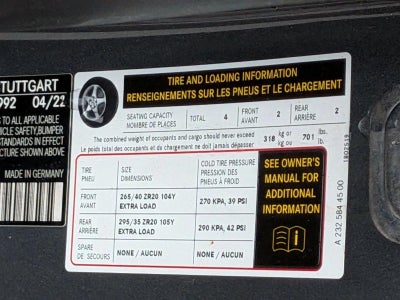 TUTTGART
992 04/22
TO ALL APPLICABLE
HICLE SAFETY, BUMPER
STANDARDS IN EFFECT
FACTURE SHOWN ABOVE.
MADE IN GERMANY
TIRE AND LOADING INFORMATION
RENSEIGNEMENTS SUR LES PNEUS ET LE CHARGEMENT
SEATING CAPACITY
NOMBRE DE PLACES
TOTAL 4
FRONT
AVANT 2
REAR
ARRIÈRE 2
The combined weight of occupants and cargo should never exceed
Le poids total des occupants et du chargement ne doit jamais dépasser
318 kg or
kg ou 701 lbs.
lb.
TIRE
PNEU
SIZE
DIMENSIONS
COLD TIRE PRESSURE
PRESSION DES
PNEUS À FROID
FRONT
AVANT
265/40 ZR20 104Y
EXTRA LOAD
270 KPA, 39 PSI
REAR
ARRIÈRE
295/35 ZR20 105Y
EXTRA LOAD
290 KPA, 42 PSI
SPARE
DE SECOURS
NONE / AUCUN
NONE / AUCUN
SEE OWNER'S
MANUAL FOR
ADDITIONAL
INFORMATION
A 232 584 45 00